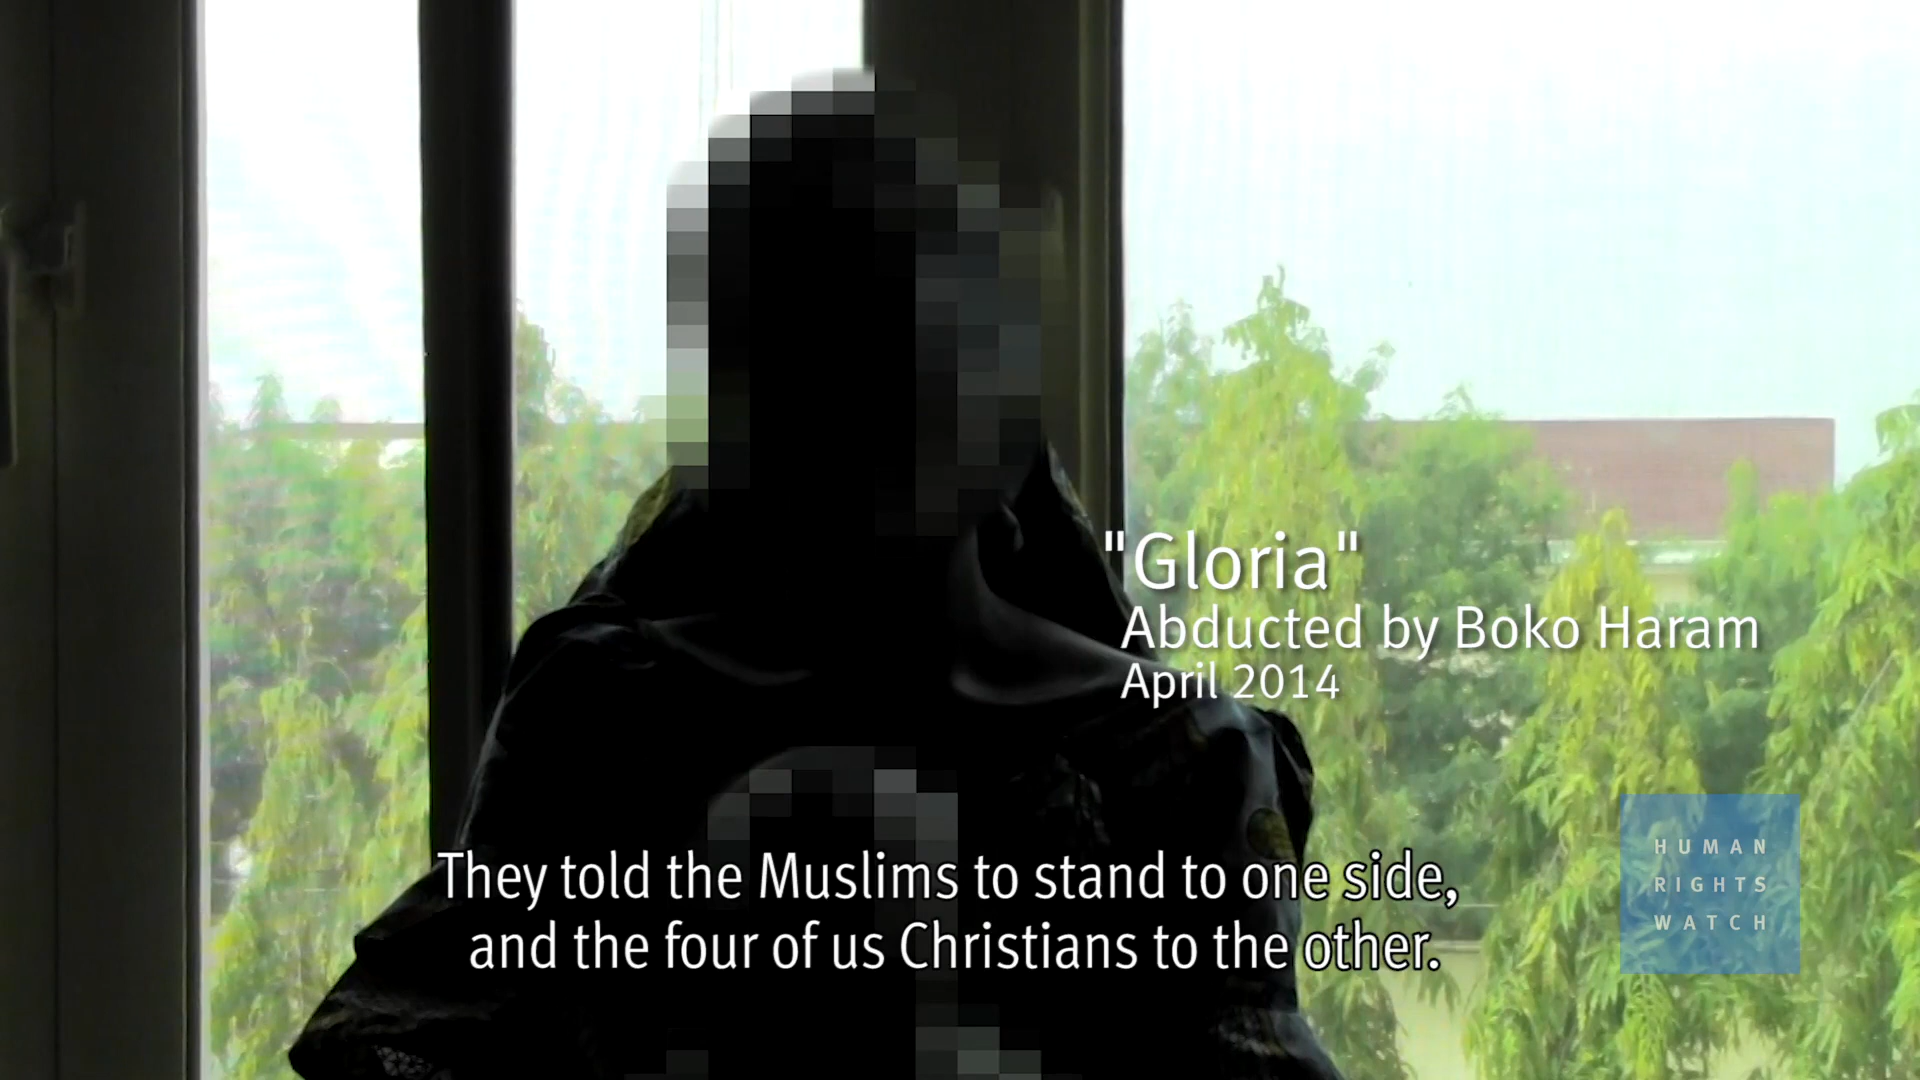 "Gloria"
Abducted by Boko Haram
April 2014
They told the Muslims to stand to one side,
and the four of us Christians to the other.
HUMAN
RIGHTS
WATCH